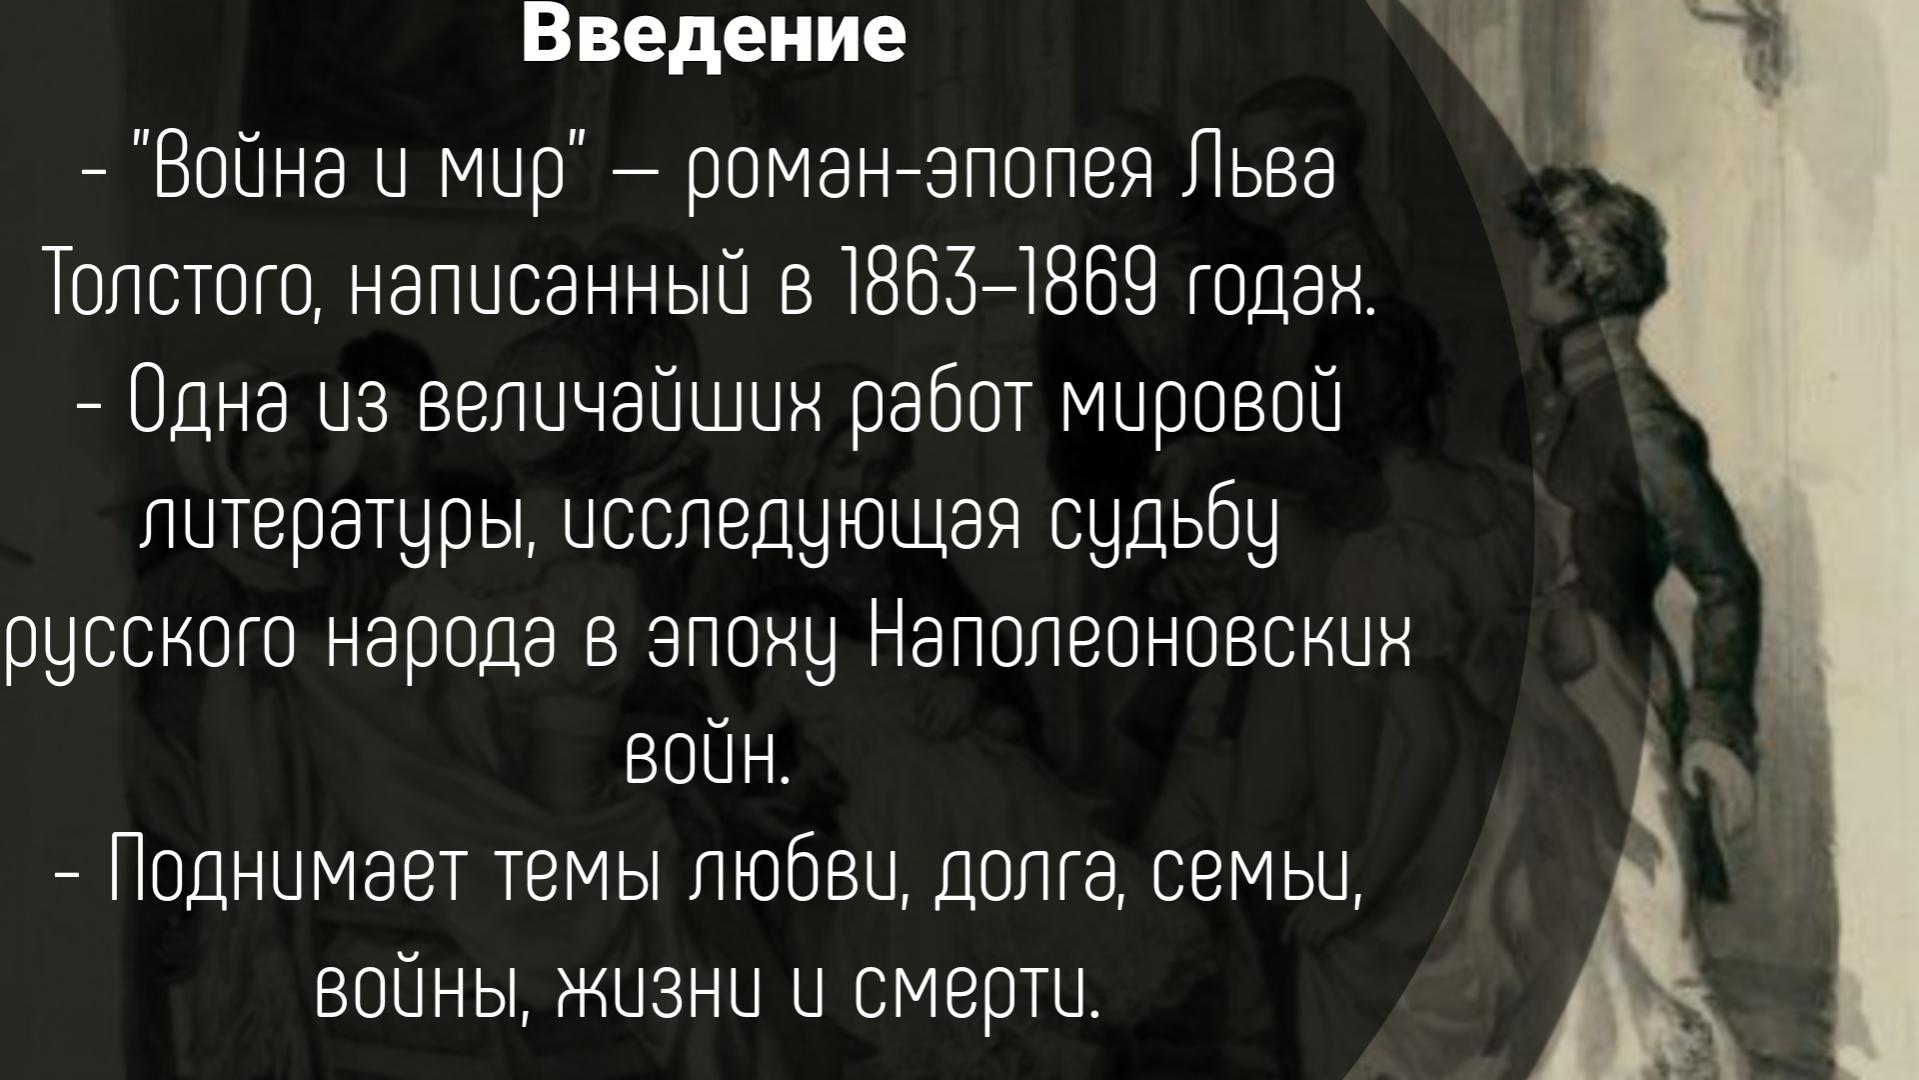 Введение
- "Война и мир" – роман-эпопея Льва
Толстого, написанный в 1863–1869 годах.
- Одна из величайших работ мировой
литературы, исследующая судьбу
русского народа в эпоху Наполеоновских
войн.
- Поднимает темы любви, долга, семьи,
войны, жизни и смерти.